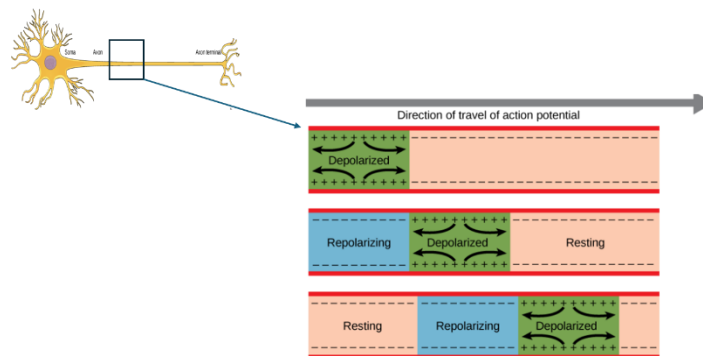 Soma
Axon
Axon terminal
Direction of travel of action potential
+ + + + + + + + +
Depolarized
+ + + + + + + + +
+ + + + + + + + +
Repolarizing Depolarized Resting
+ + + + + + + + +
+ + + + + + + + +
Resting Repolarizing Depolarized
+ + + + + + + + +